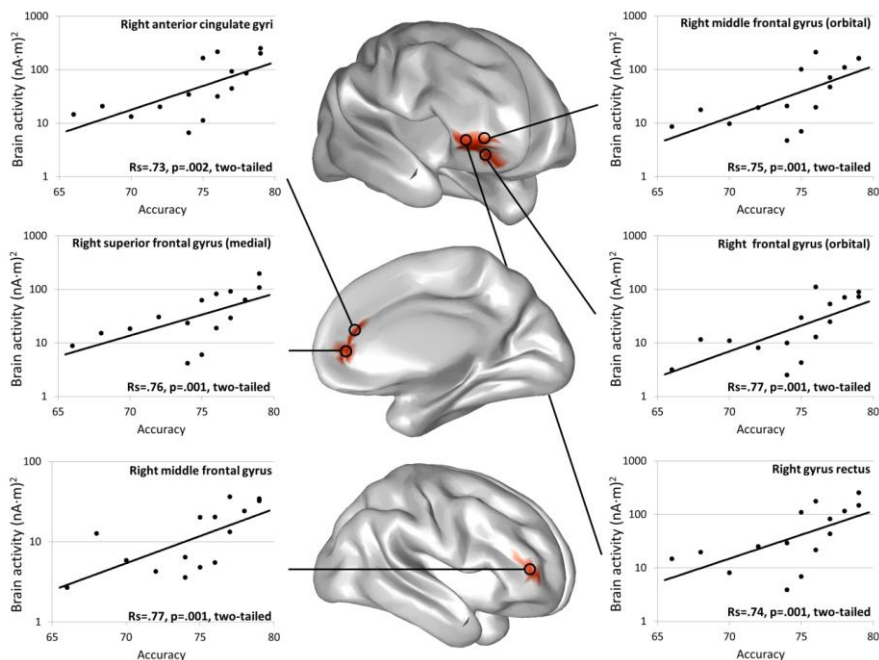 Right anterior cingulate gyri
Brain activity (nA·m)²
1000
100
10
1
65 70 75 80
Accuracy
Rs=.73, p=.002, two-tailed
Right middle frontal gyrus (orbital)
Brain activity (nA·m)²
1000
100
10
1
65 70 75 80
Accuracy
Rs=.75, p=.001, two-tailed
Right superior frontal gyrus (medial)
Brain activity (nA·m)²
1000
100
10
1
65 70 75 80
Accuracy
Rs=.76, p=.001, two-tailed
Right frontal gyrus (orbital)
Brain activity (nA·m)²
1000
100
10
1
65 70 75 80
Accuracy
Rs=.77, p=.001, two-tailed
Right middle frontal gyrus
Brain activity (nA·m)²
100
10
1
65 70 75 80
Accuracy
Rs=.77, p=.001, two-tailed
Right gyrus rectus
Brain activity (nA·m)²
1000
100
10
1
65 70 75 80
Accuracy
Rs=.74, p=.001, two-tailed